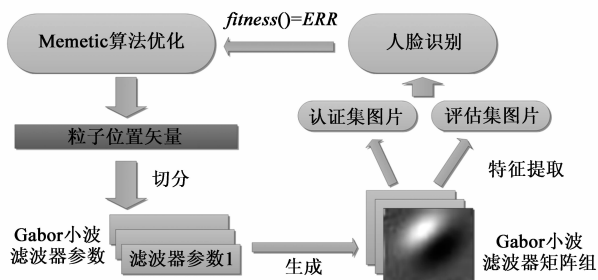 Memetic算法优化
fitness()=ERR
人脸识别
认证集图片
评估集图片
粒子位置矢量
切分
特征提取
Gabor小波
滤波器参数
滤波器参数1
生成
Gabor小波
滤波器矩阵组